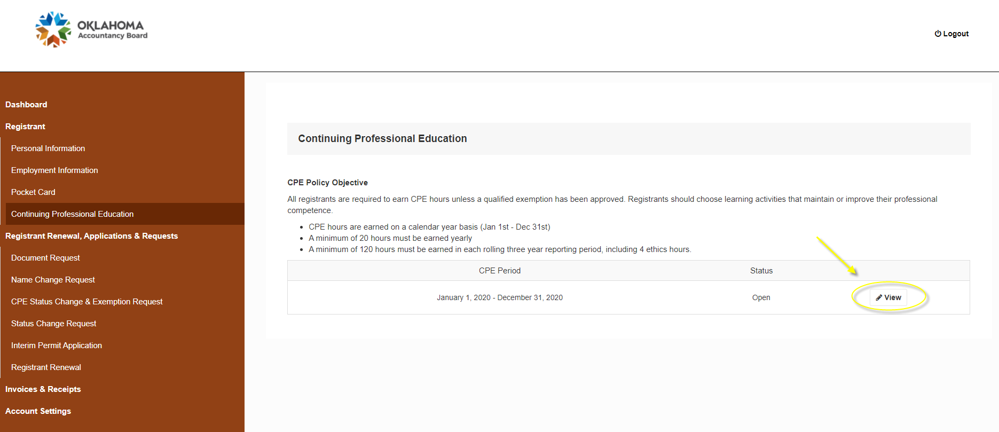 OKLAHOMA
Accountancy Board
Logout
Dashboard
Registrant
Personal Information
Employment Information
Pocket Card
Continuing Professional Education
Registrant Renewal, Applications & Requests
Document Request
Name Change Request
CPE Status Change & Exemption Request
Status Change Request
Interim Permit Application
Registrant Renewal
Invoices & Receipts
Account Settings
Continuing Professional Education
CPE Policy Objective
All registrants are required to earn CPE hours unless a qualified exemption has been approved. Registrants should choose learning activities that maintain or improve their professional
competence.
• CPE hours are earned on a calendar year basis (Jan 1st - Dec 31st)
• A minimum of 20 hours must be earned yearly
• A minimum of 120 hours must be earned in each rolling three year reporting period, including 4 ethics hours.
CPE Period Status
January 1, 2020 - December 31, 2020 Open View